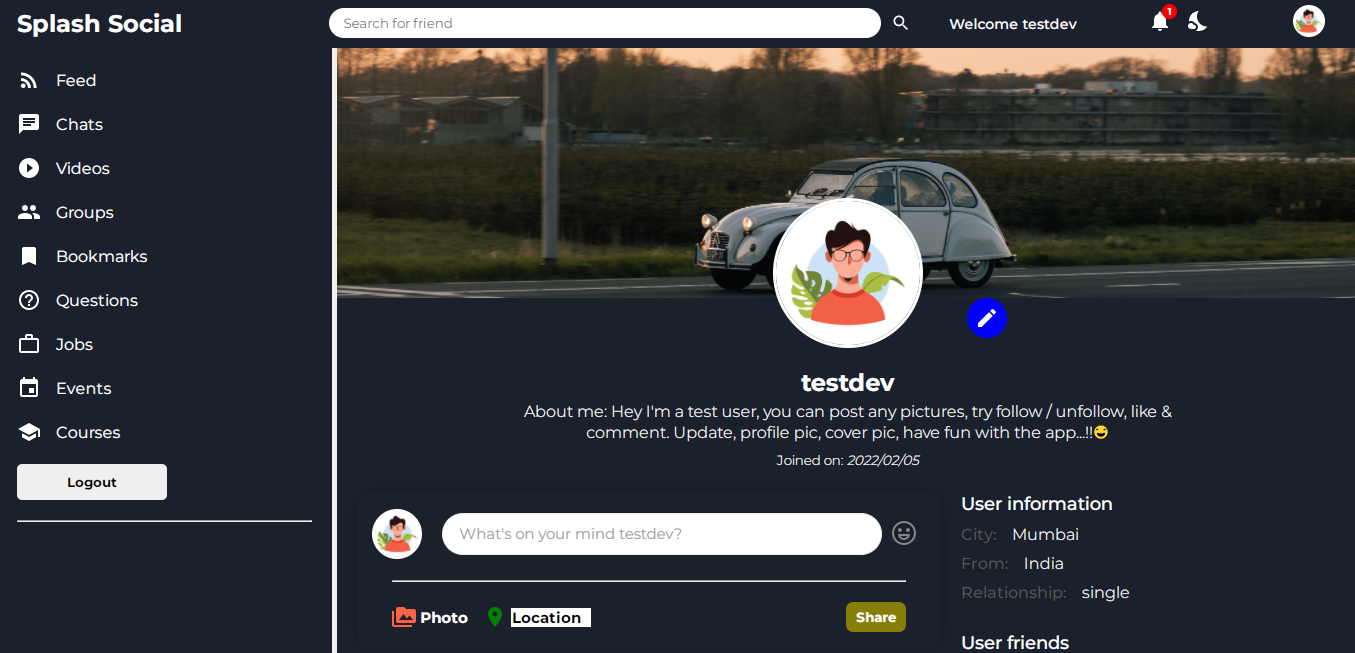 Splash Social
Search for friend
Welcome testdev
1
Feed
Chats
Videos
Groups
Bookmarks
Questions
Jobs
Events
Courses
Logout
testdev
About me: Hey I'm a test user, you can post any pictures, try follow / unfollow, like &
comment. Update, profile pic, cover pic, have fun with the app...!!😆
Joined on: 2022/02/05
What's on your mind testdev?
Photo
Location
Share
User information
City: Mumbai
From: India
Relationship: single
User friends